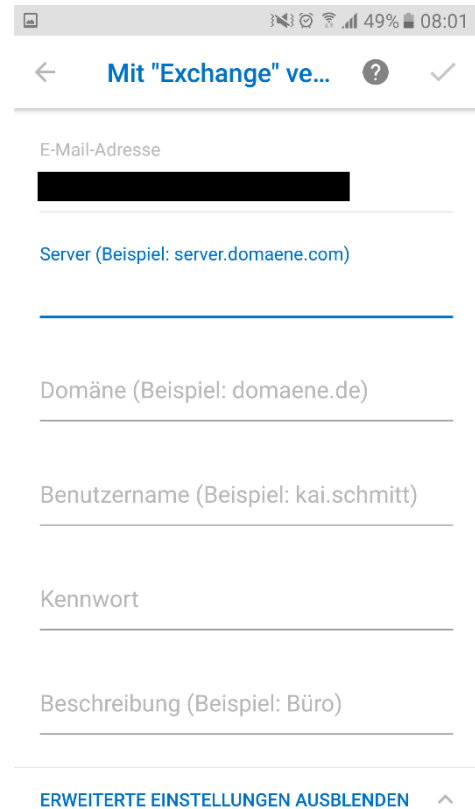 49% 08:01
Mit "Exchange" ve...
E-Mail-Adresse
Server (Beispiel: server.domaene.com)
Domäne (Beispiel: domaene.de)
Benutzername (Beispiel: kai.schmitt)
Kennwort
Beschreibung (Beispiel: Büro)
ERWEITERTE EINSTELLUNGEN AUSBLENDEN